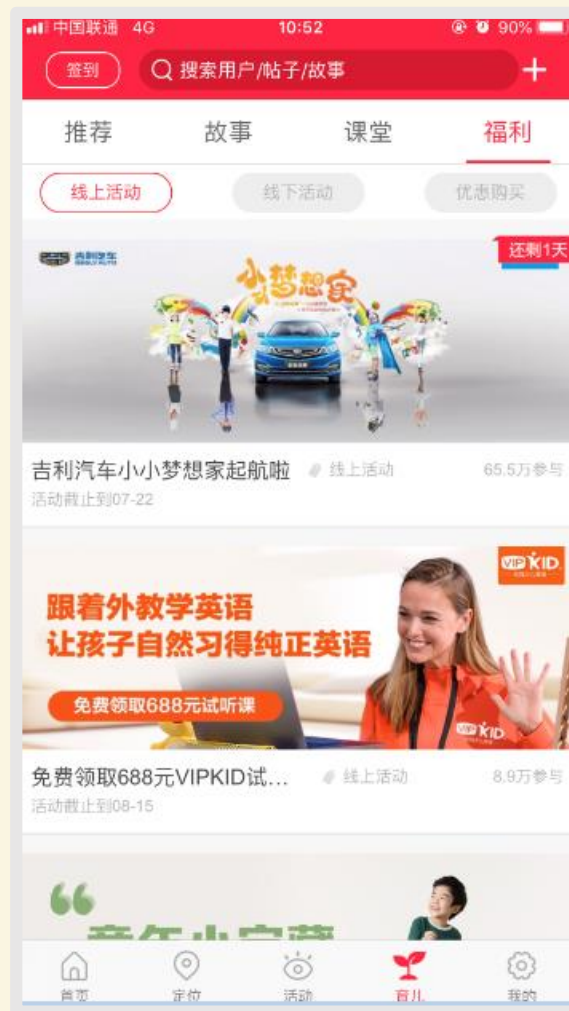 中国联通 4G 10:52 90%
签到 搜索用户/帖子/故事
推荐 故事 课堂 福利
线上活动 线下活动 优惠购买
吉利汽车 还剩1天
GEELY AUTO
小小梦想家
吉利汽车小小梦想家起航啦 线上活动 65.5万参与
活动截止到07-22
VIPKID
跟着外教学英语
让孩子自然习得纯正英语
免费领取688元试听课
VIPKID
免费领取688元VIPKID试... 线上活动 8.9万参与
活动截止到08-15
首页 定位 活动 育儿 我的